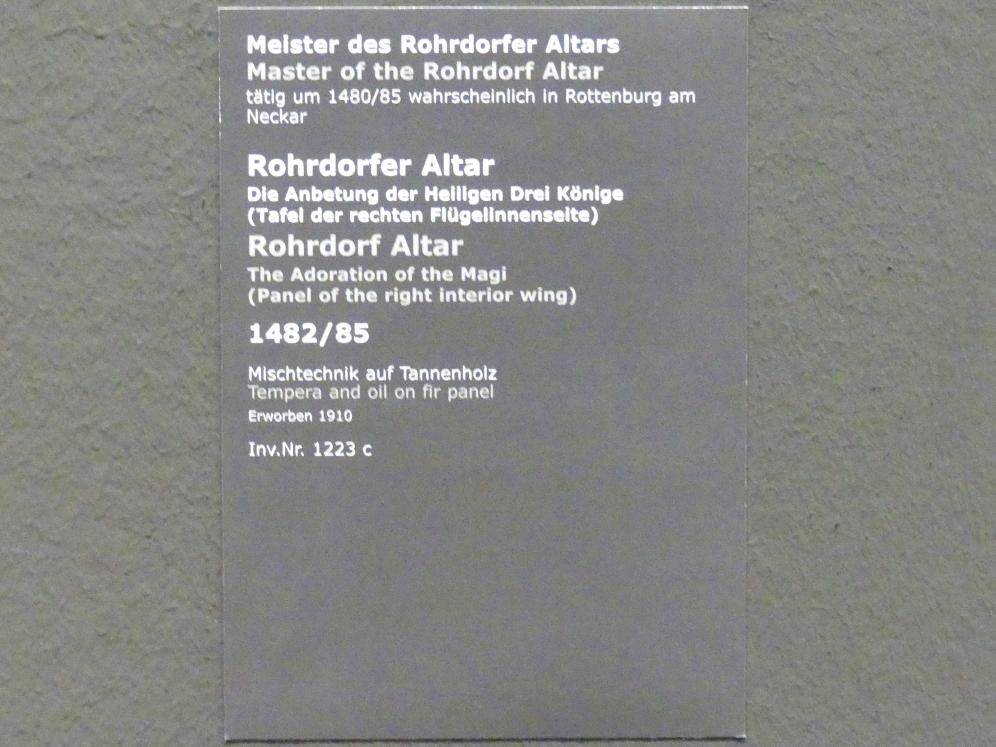 Meister des Rohrdorfer Altars
Master of the Rohrdorf Altar
tätig um 1480/85 wahrscheinlich in Rottenburg am
Neckar
Rohrdorfer Altar
Die Anbetung der Heiligen Drei Könige
(Tafel der rechten Flügelinnenseite)
Rohrdorf Altar
The Adoration of the Magi
(Panel of the right interior wing)
1482/85
Mischtechnik auf Tannenholz
Tempera and oil on fir panel
Erworben 1910
Inv.Nr. 1223 c